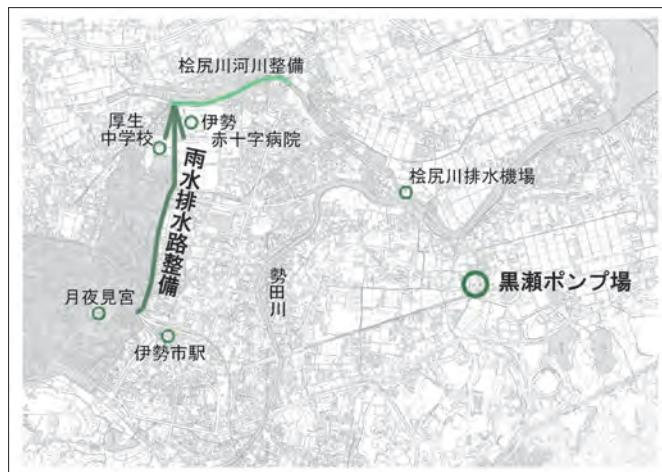 桧尻川河川整備
厚生
中学校
伊勢
赤十字病院
雨水排水路整備
桧尻川排水機場
勢田川
黒瀬ポンプ場
月夜見宮
伊勢市駅